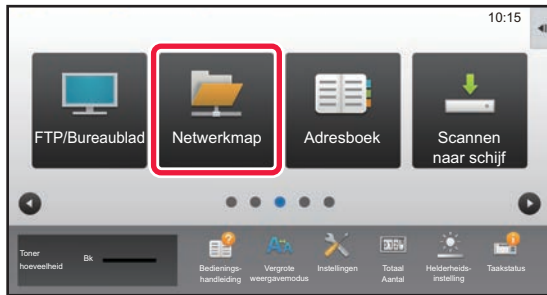 10:15
FTP/Bureaublad
Netwerkmap
Adresboek
Scannen
naar schijf
Toner
hoeveelheid
Bk
Bedienings-
handleiding
Vergrote
weergavemodus
Instellingen
Totaal
Aantal
Helderheids-
instelling
Taakstatus